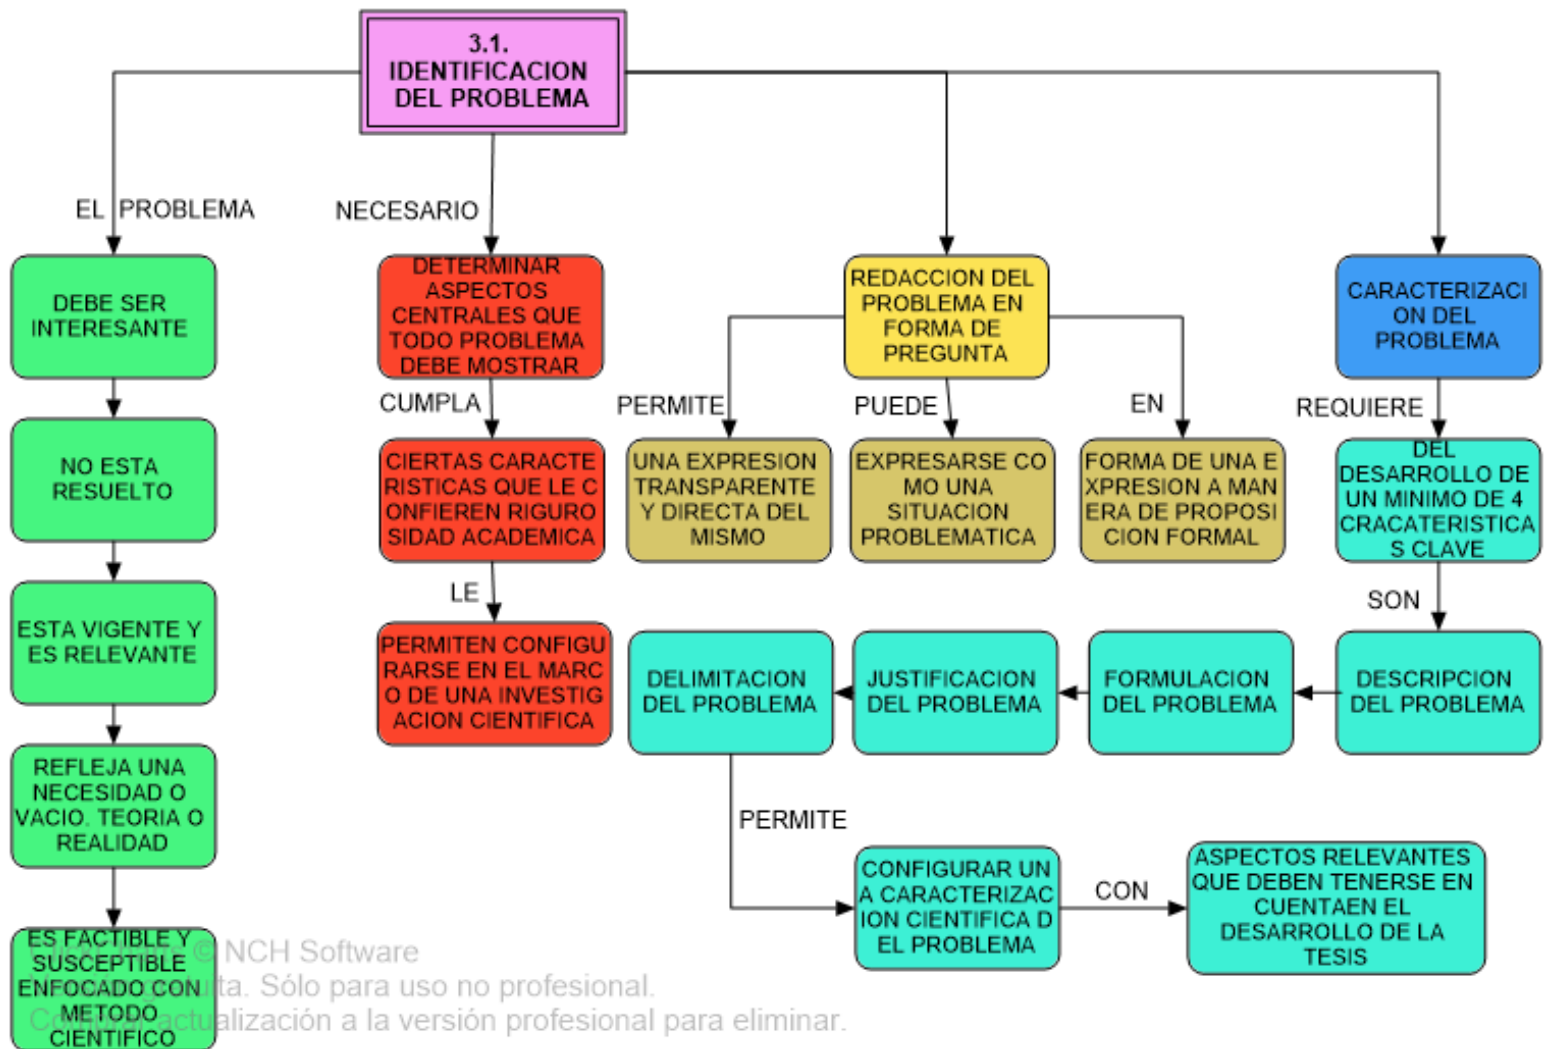 3.1.
IDENTIFICACION
DEL PROBLEMA
EL PROBLEMA
DEBE SER
INTERESANTE
NO ESTA
RESUELTO
ESTA VIGENTE Y
ES RELEVANTE
REFLEJA UNA
NECESIDAD O
VACIO. TEORIA O
REALIDAD
ES FACTIBLE Y
SUSCEPTIBLE
ENFOCADO CON
METODO
CIENTIFICO
NECESARIO
DETERMINAR
ASPECTOS
CENTRALES QUE
TODO PROBLEMA
DEBE MOSTRAR
CUMPLA
CIERTAS CARACTE
RISTICAS QUE LE C
ONFIEREN RIGURO
SIDAD ACADEMICA
LE
PERMITEN CONFIGU
RARSE EN EL MARC
O DE UNA INVESTIG
ACION CIENTIFICA
REDACCION DEL
PROBLEMA EN
FORMA DE
PREGUNTA
PERMITE
UNA EXPRESION
TRANSPARENTE
Y DIRECTA DEL
MISMO
PUEDE
EXPRESARSE CO
MO UNA
SITUACION
PROBLEMATICA
EN
FORMA DE UNA E
XPRESION A MAN
ERA DE PROPOSI
CION FORMAL
CARACTERIZACI
ON DEL
PROBLEMA
REQUIERE
DEL
DESARROLLO DE
UN MINIMO DE 4
CRACATERISTICA
S CLAVE
SON
DESCRIPCION
DEL PROBLEMA
FORMULACION
DEL PROBLEMA
JUSTIFICACION
DEL PROBLEMA
DELIMITACION
DEL PROBLEMA
PERMITE
CONFIGURAR UN
A CARACTERIZAC
ION CIENTIFICA D
EL PROBLEMA
CON
ASPECTOS RELEVANTES
QUE DEBEN TENERSE EN
CUENTAEN EL
DESARROLLO DE LA
TESIS
© NCH Software
Sólo para uso no profesional.
actualización a la versión profesional para eliminar.